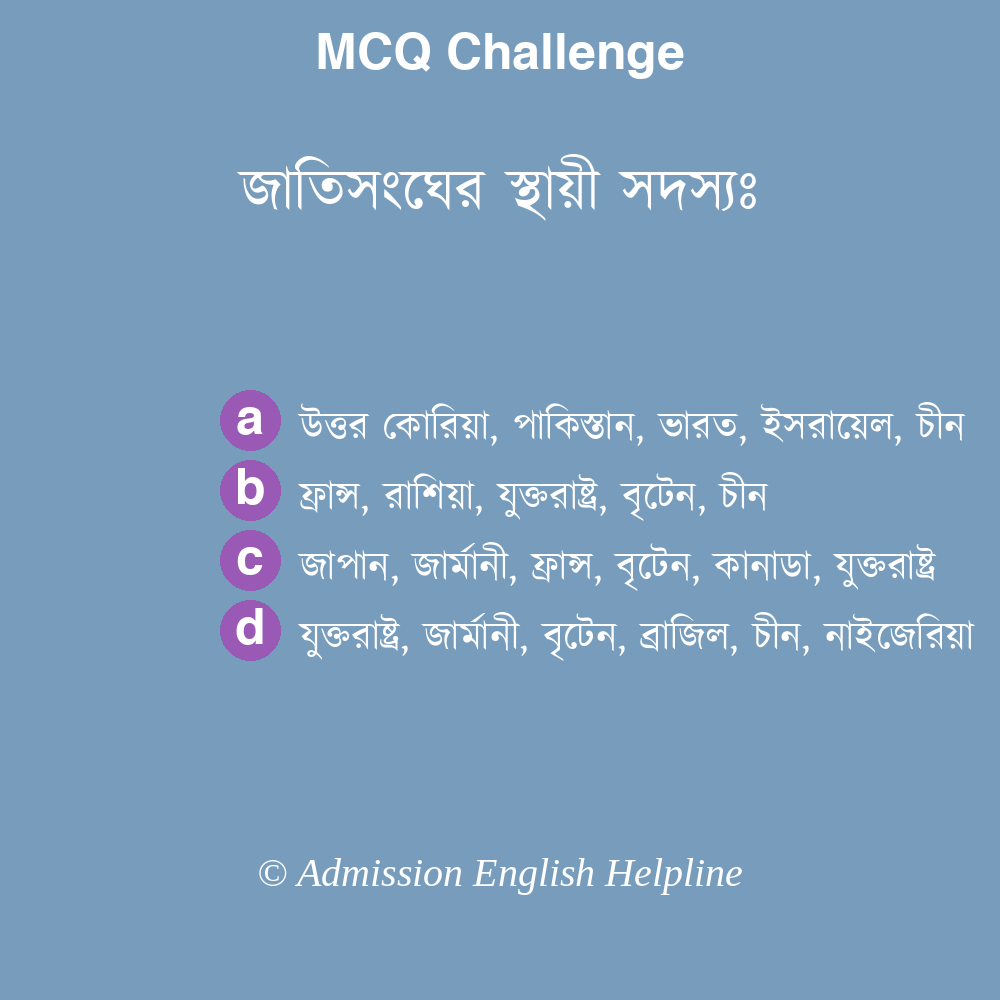 MCQ Challenge
জাতিসংঘের স্থায়ী সদস্যঃ
a উত্তর কোরিয়া, পাকিস্তান, ভারত, ইসরায়েল, চীন
b ফ্রান্স, রাশিয়া, যুক্তরাষ্ট্র, বৃটেন, চীন
c জাপান, জার্মানী, ফ্রান্স, বৃটেন, কানাডা, যুক্তরাষ্ট্র
d যুক্তরাষ্ট্র, জার্মানী, বৃটেন, ব্রাজিল, চীন, নাইজেরিয়া
© Admission English Helpline